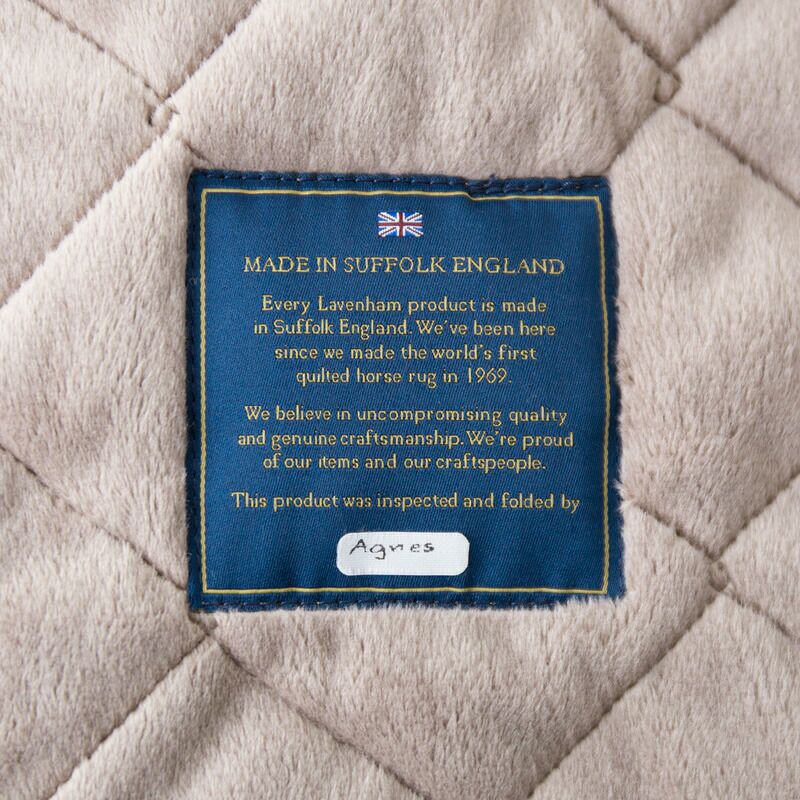 MADE IN SUFFOLK ENGLAND
Every Lavenham product is made
in Suffolk England. We've been here
since we made the world's first
quilted horse rug in 1969.
We believe in uncompromising quality
and genuine craftsmanship. We're proud
of our items and our craftspeople.
This product was inspected and folded by
Agnes